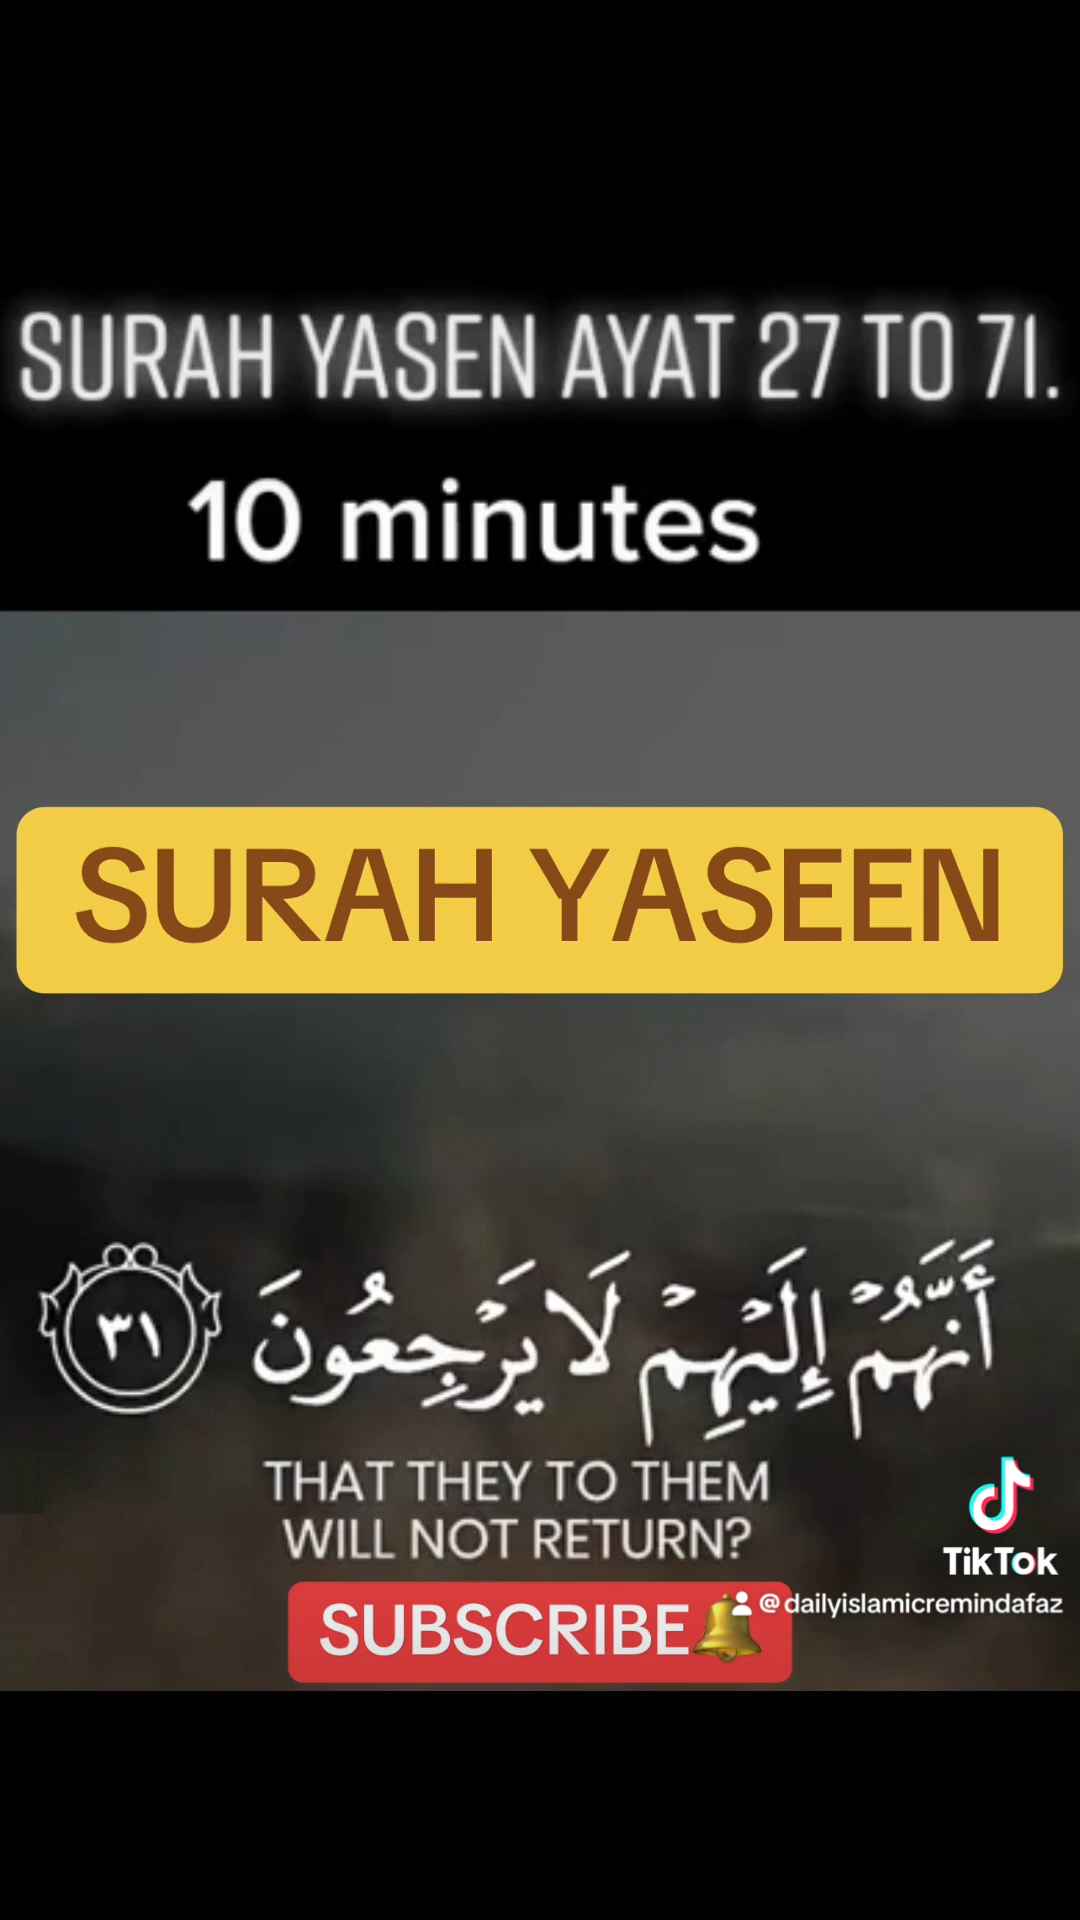 SURAH YASEN AYAT 27 TO 71.
10 minutes
SURAH YASEEN
أَنَّهُمْ إِلَيْهِمْ لَا يَرْجِعُونَ ٣١
THAT THEY TO THEM
WILL NOT RETURN?
TikTok
@dailyislamicremindafaz
SUBSCRIBE🔔